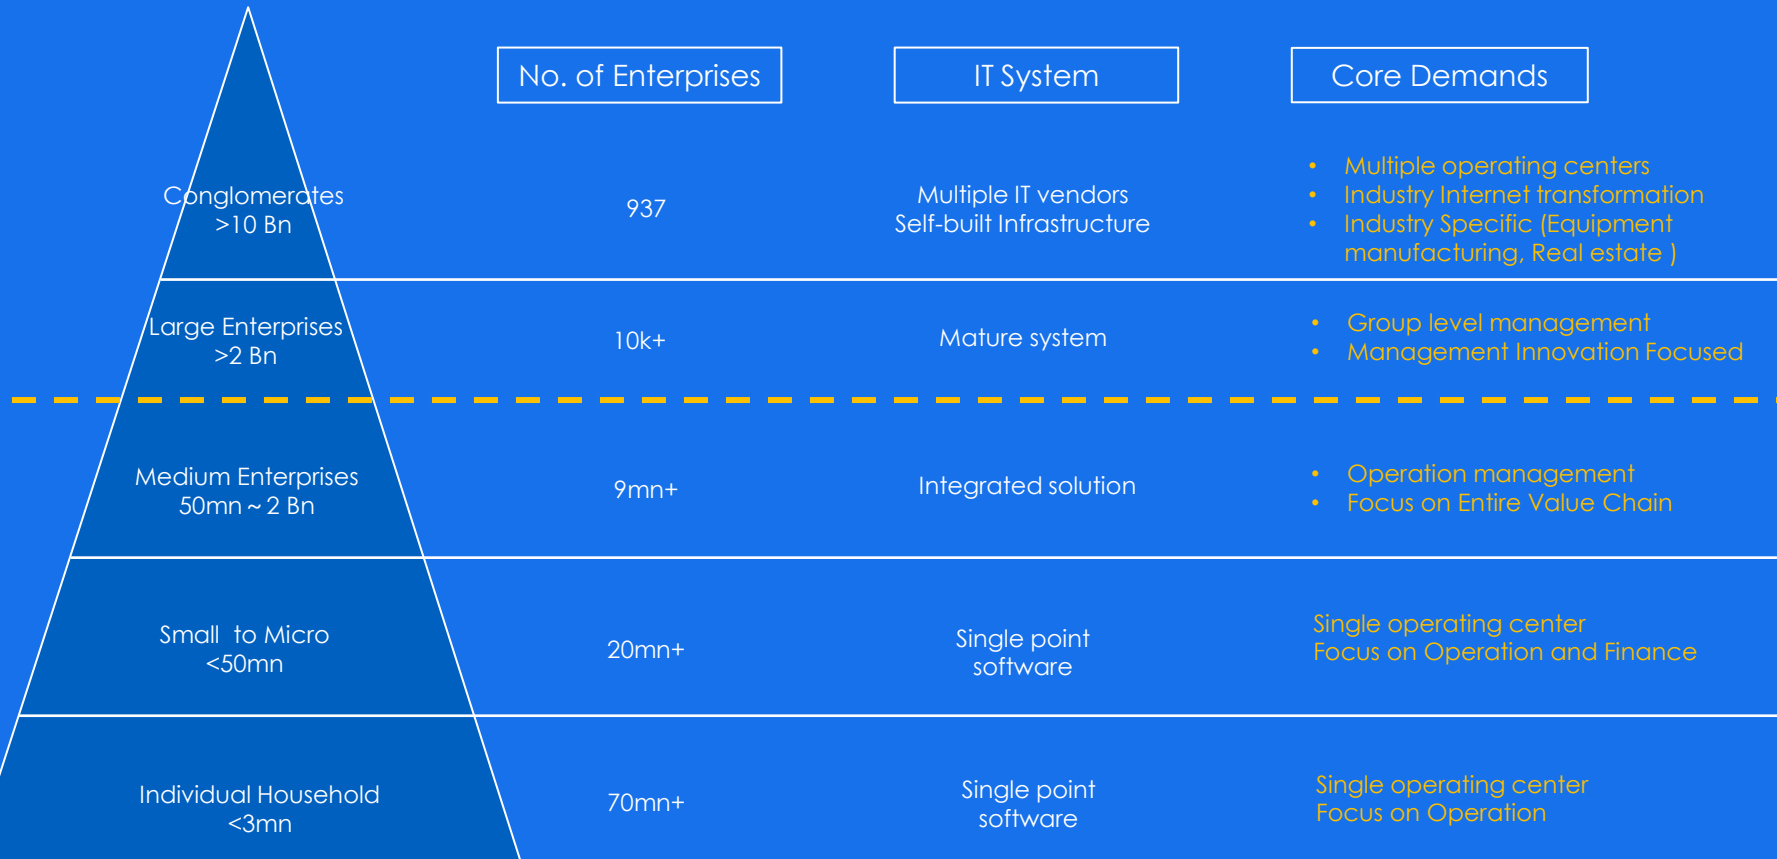 No. of Enterprises
IT System
Core Demands
Conglomerates
>10 Bn
937
Multiple IT vendors
Self-built Infrastructure
• Multiple operating centers
• Industry Internet transformation
• Industry Specific (Equipment
manufacturing, Real estate )
Large Enterprises
>2 Bn
10k+
Mature system
• Group level management
• Management Innovation Focused
Medium Enterprises
50mn ~ 2 Bn
9mn+
Integrated solution
• Operation management
• Focus on Entire Value Chain
Small to Micro
<50mn
20mn+
Single point
software
Single operating center
Focus on Operation and Finance
Individual Household
<3mn
70mn+
Single point
software
Single operating center
Focus on Operation